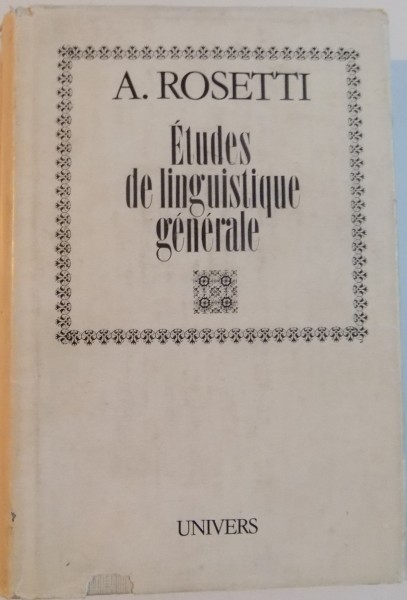 A. ROSETTI
Études
de linguistique
générale
UNIVERS